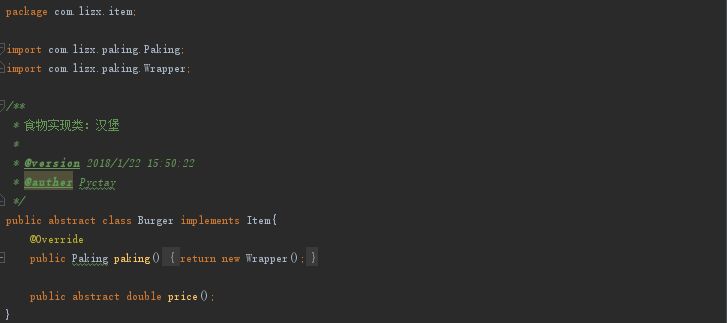 package com.lizx.item;
import com.lizx.paking.Paking;
import com.lizx.paking.Wrapper;
/**
* 食物实现类：汉堡
*
* @version 2018/1/22 15:50:22
* @auther Pyctay
*/
public abstract class Burger implements Item{
@Override
public Paking paking() { return new Wrapper(); }
public abstract double price();
}